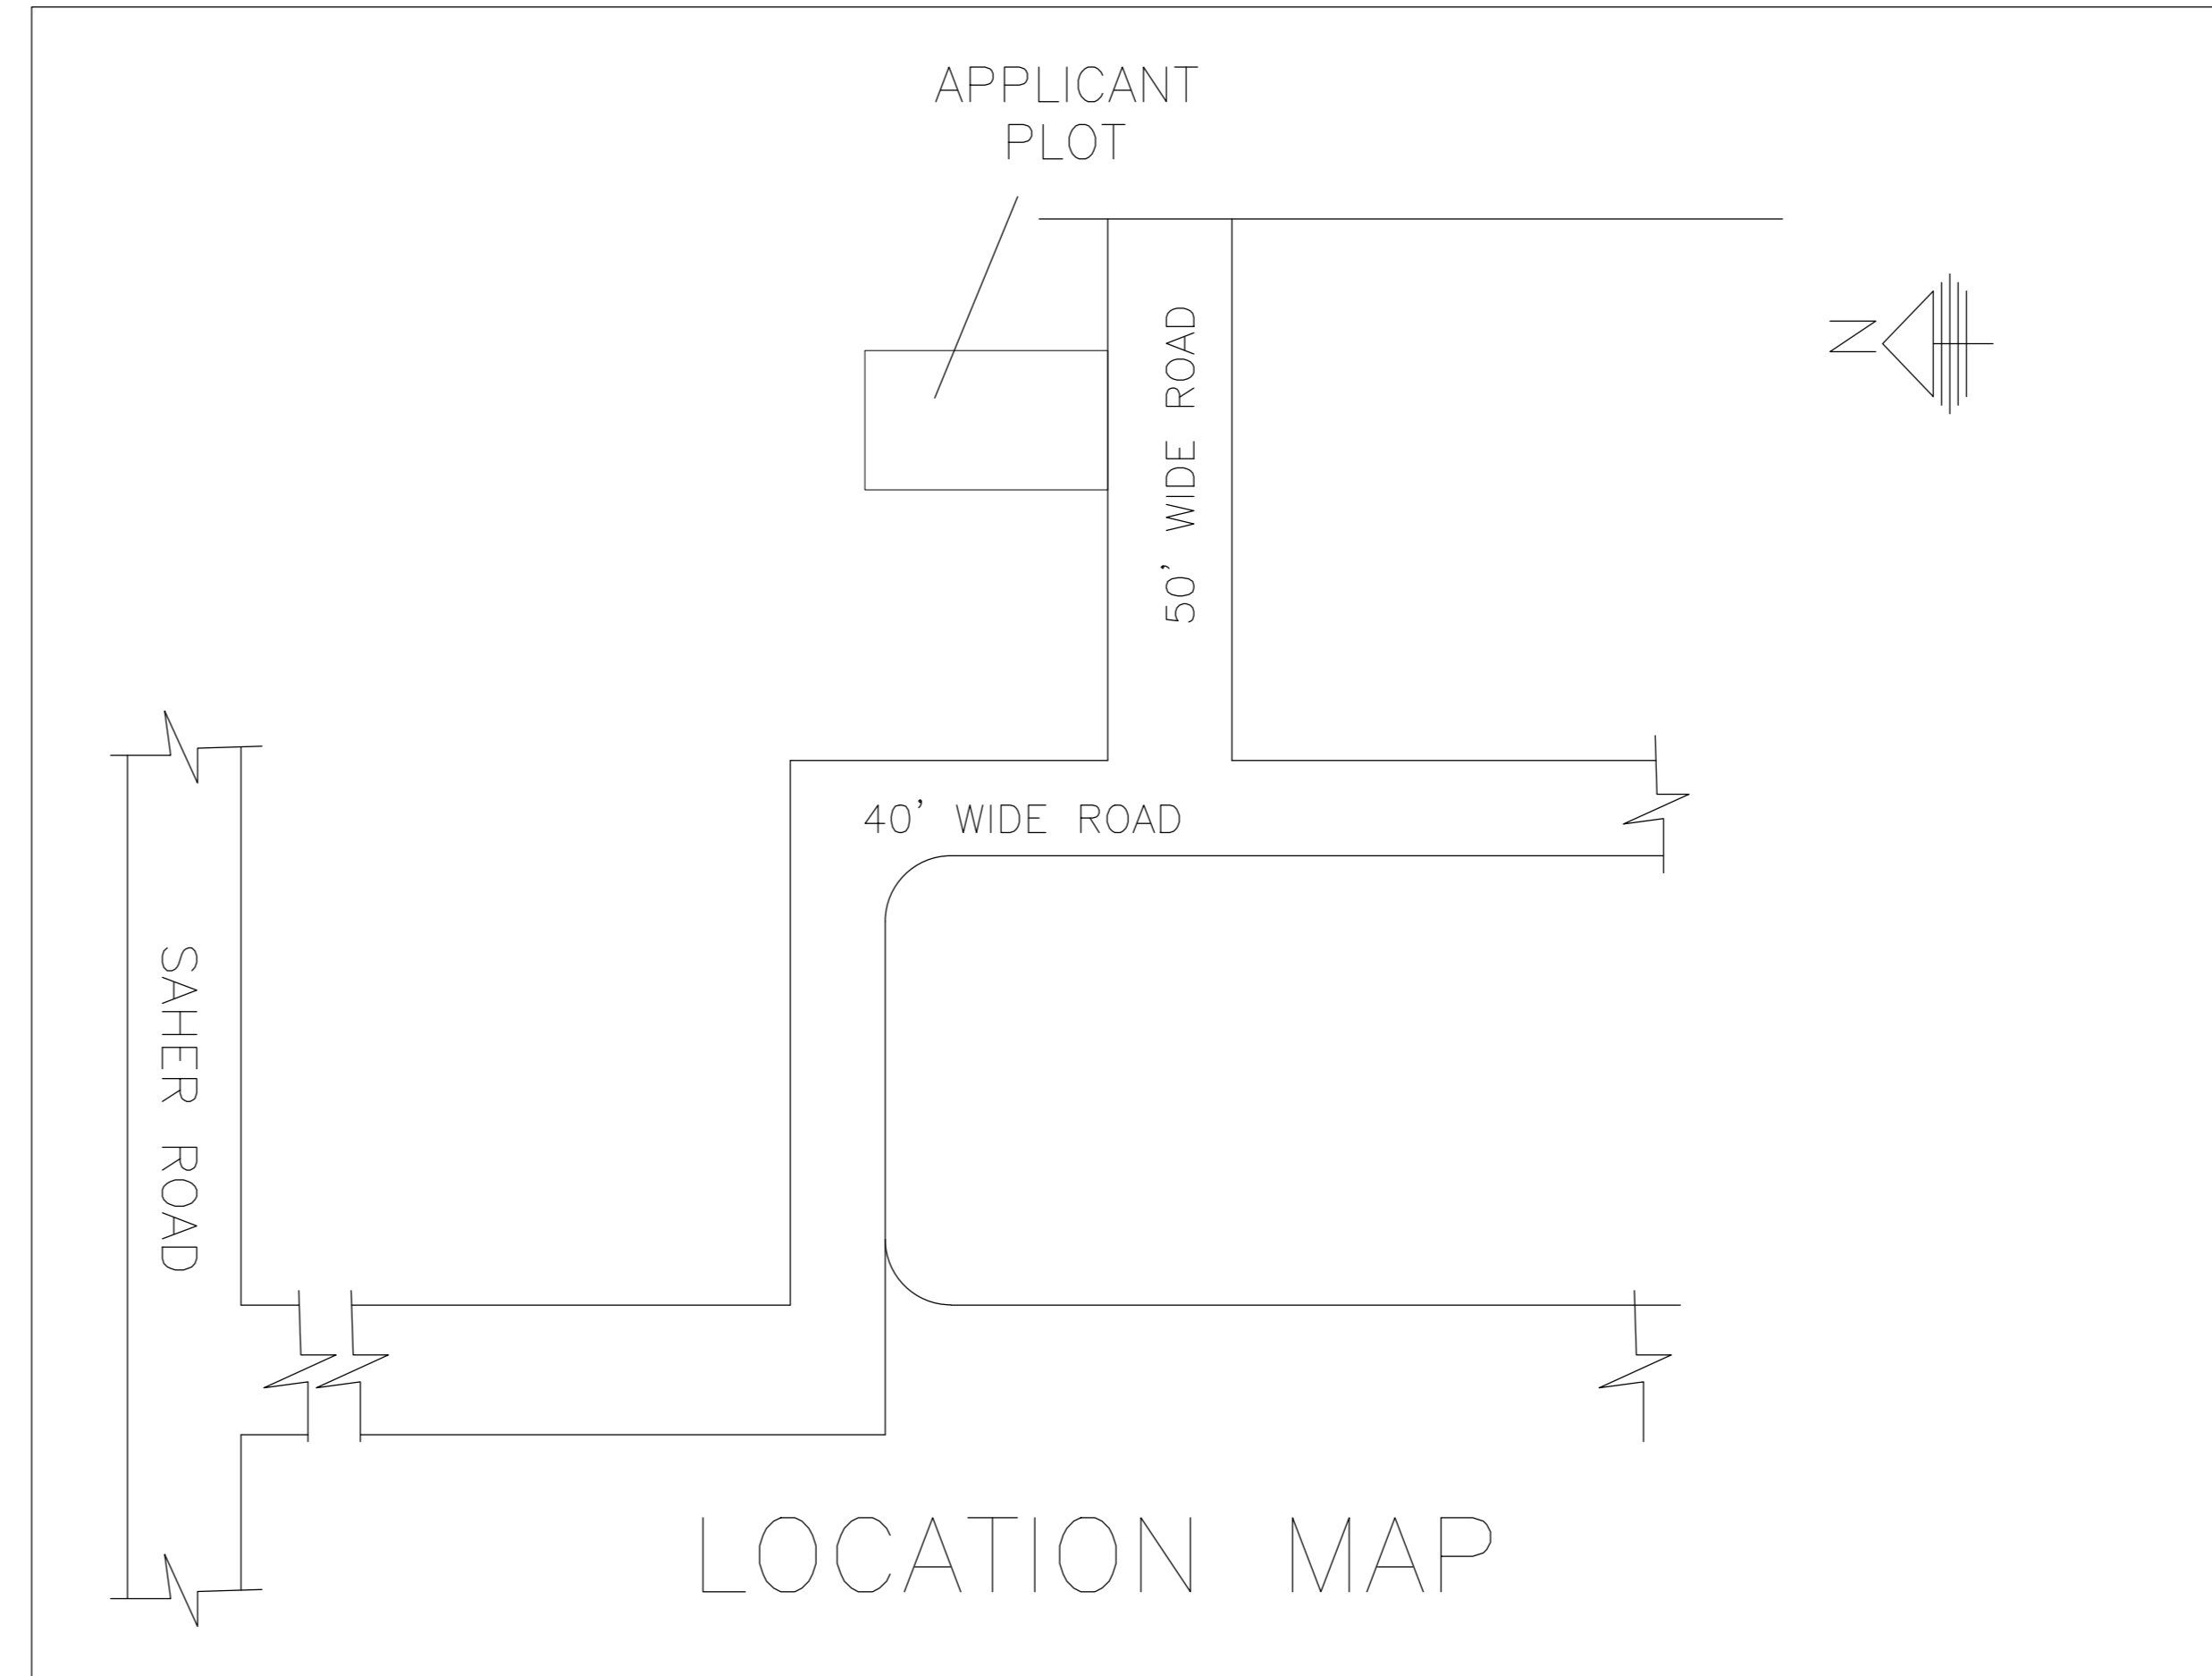 APPLICANT
PLOT
N
50' WIDE ROAD
40' WIDE ROAD
SAHER ROAD
LOCATION MAP